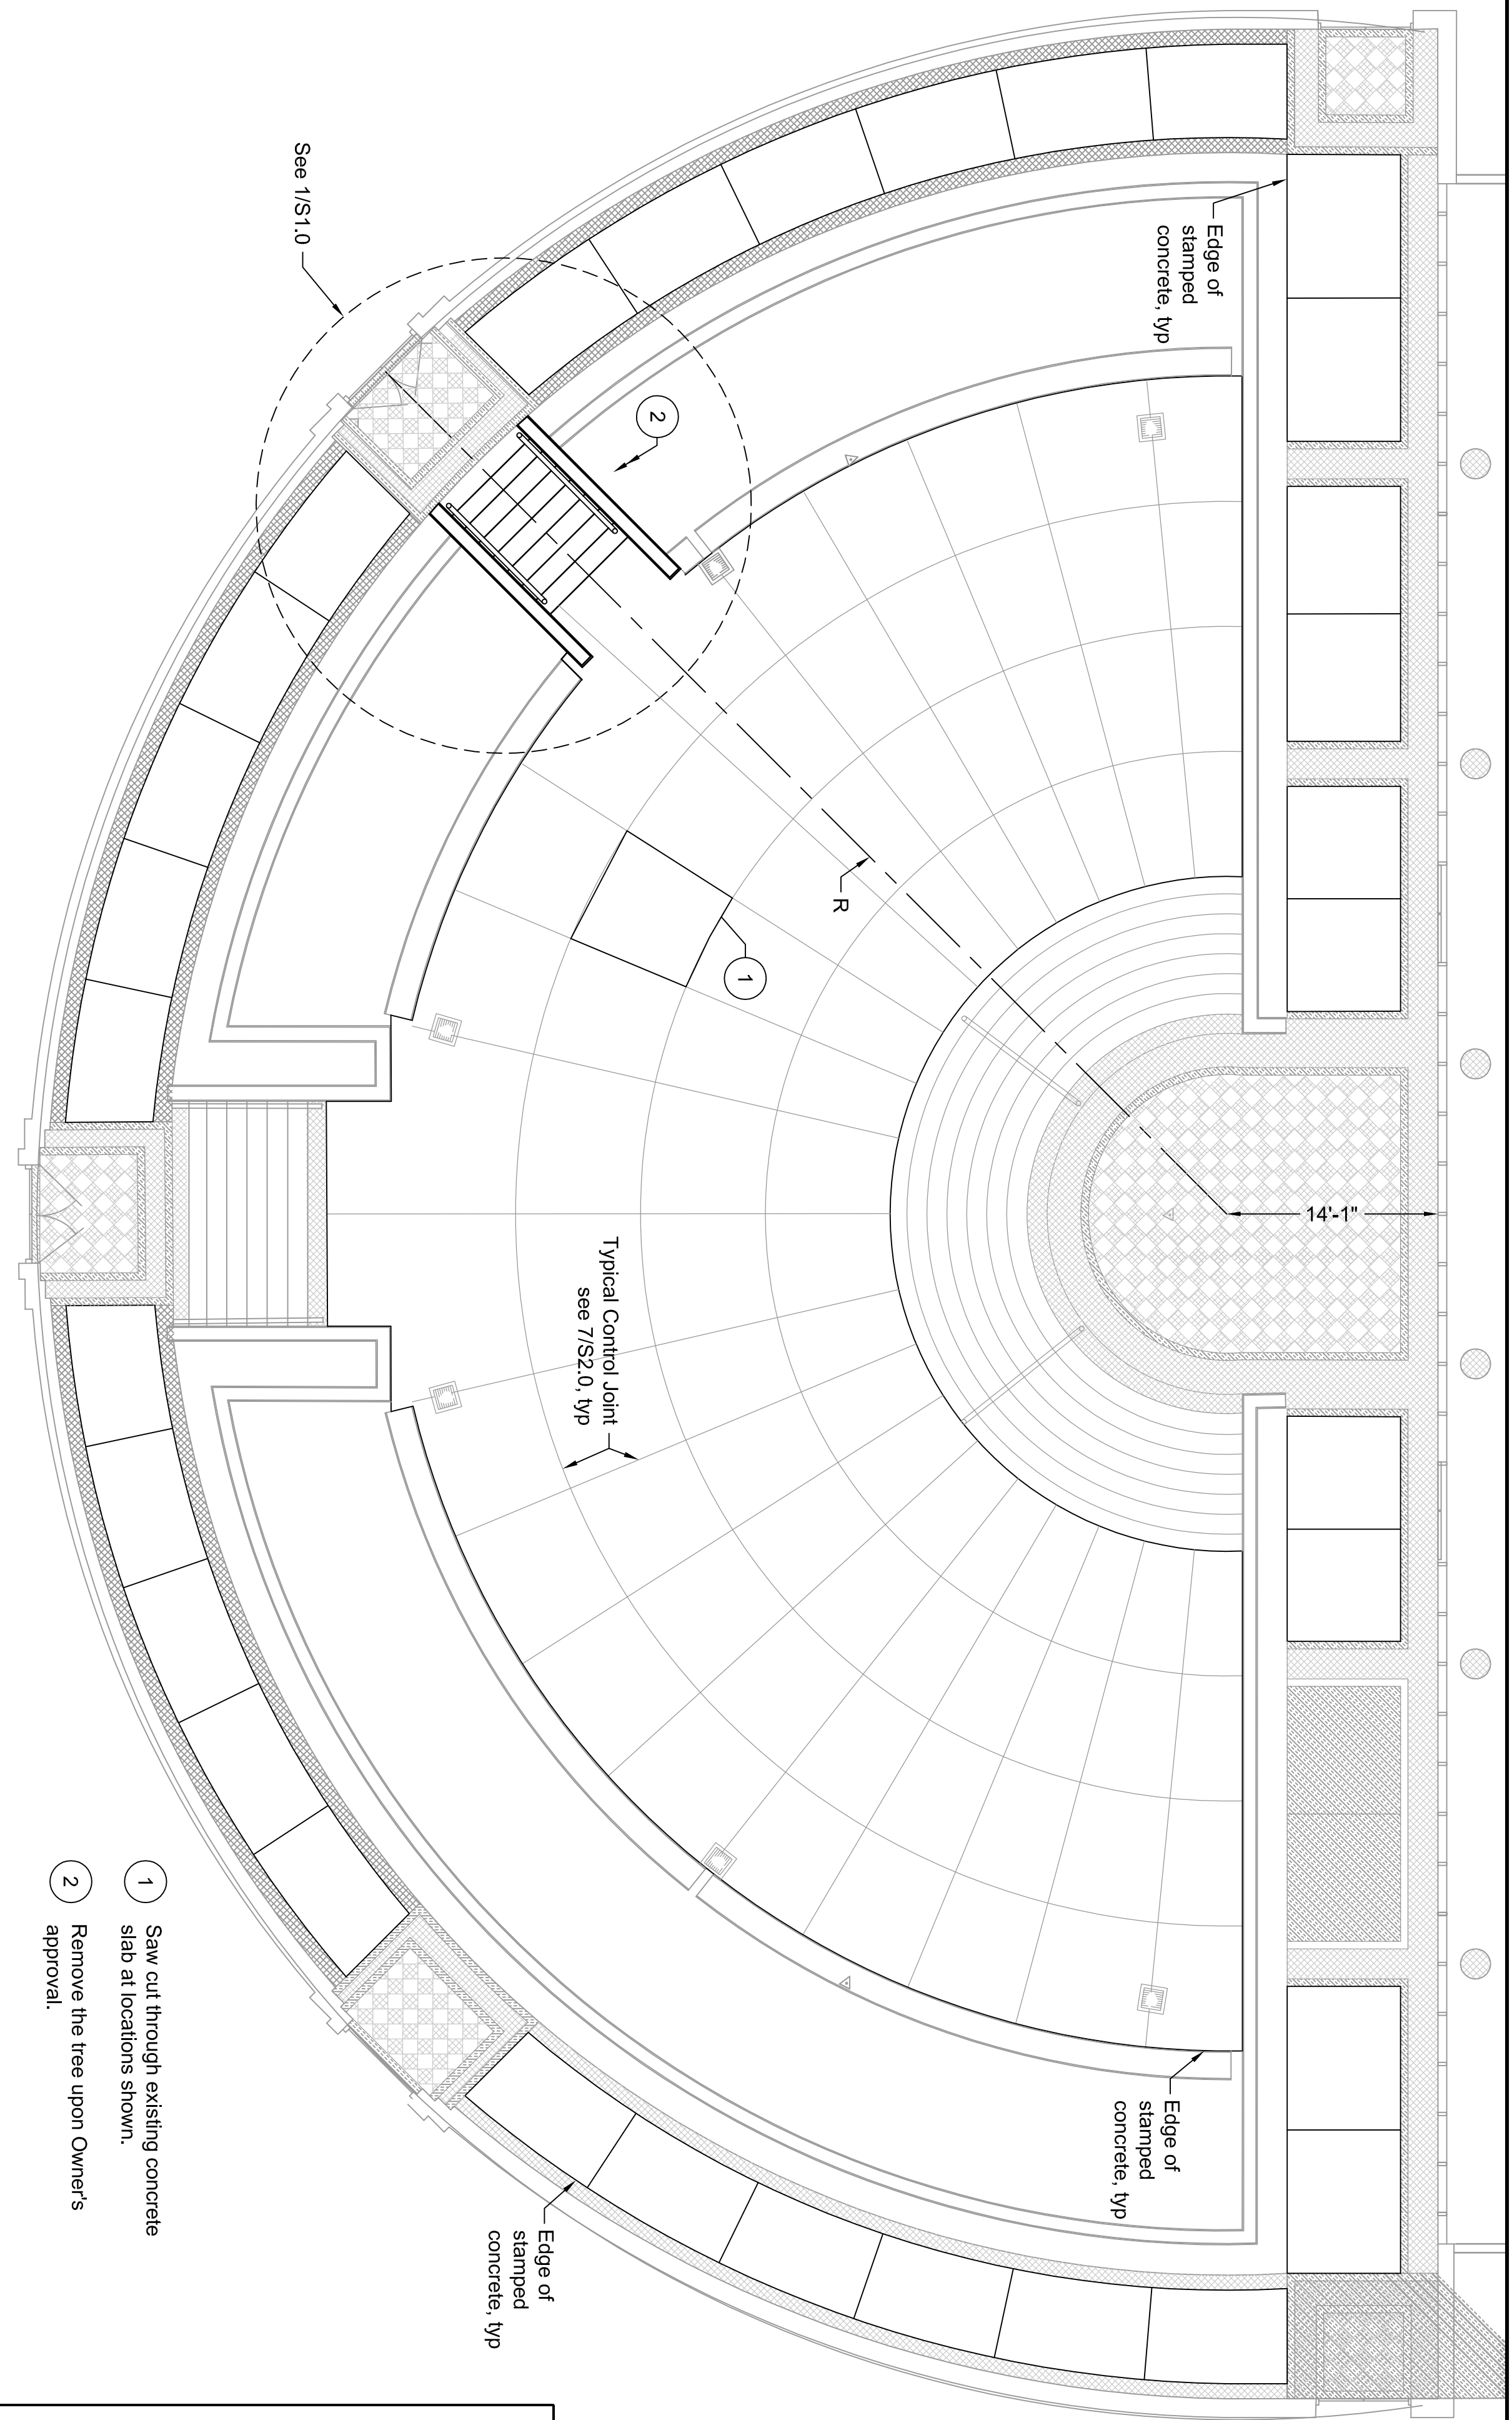 See 1/S1.0
Edge of
stamped
concrete, typ
2
1
R
14'-1"
Typical Control Joint
see 7/S2.0, typ
Edge of
stamped
concrete, typ
Edge of
stamped
concrete, typ
1 Saw cut through existing concrete
slab at locations shown.
2 Remove the tree upon Owner's
approval.